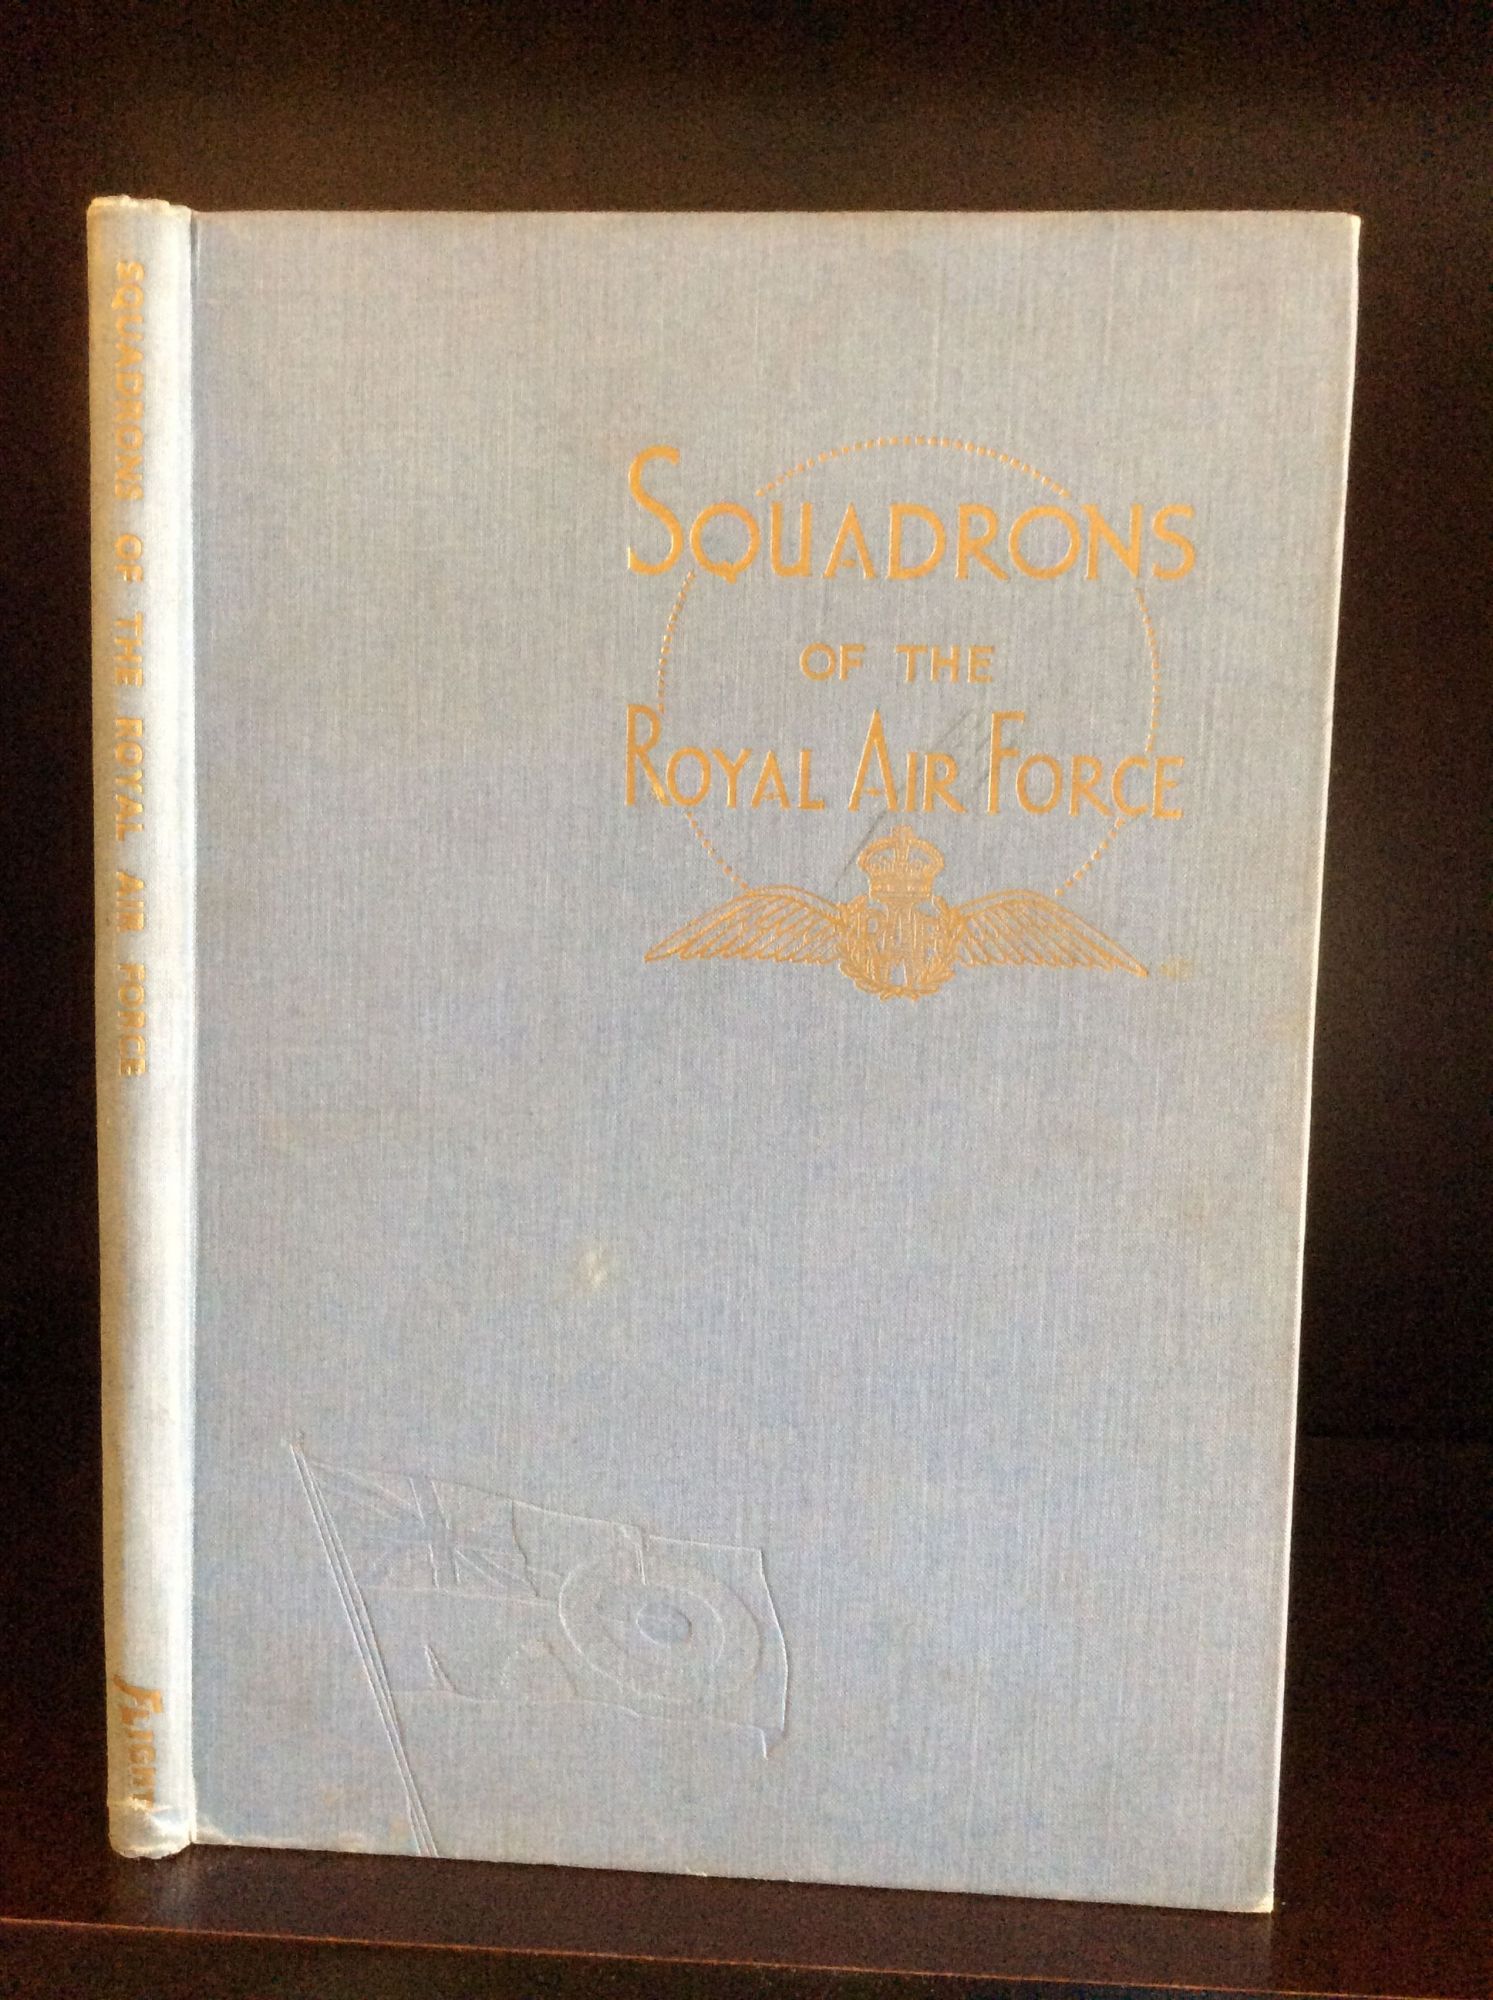 SQUADRONS OF THE ROYAL AIR FORCE
FLIGHT
SQUADRONS
OF THE
ROYAL AIR FORCE
RAF